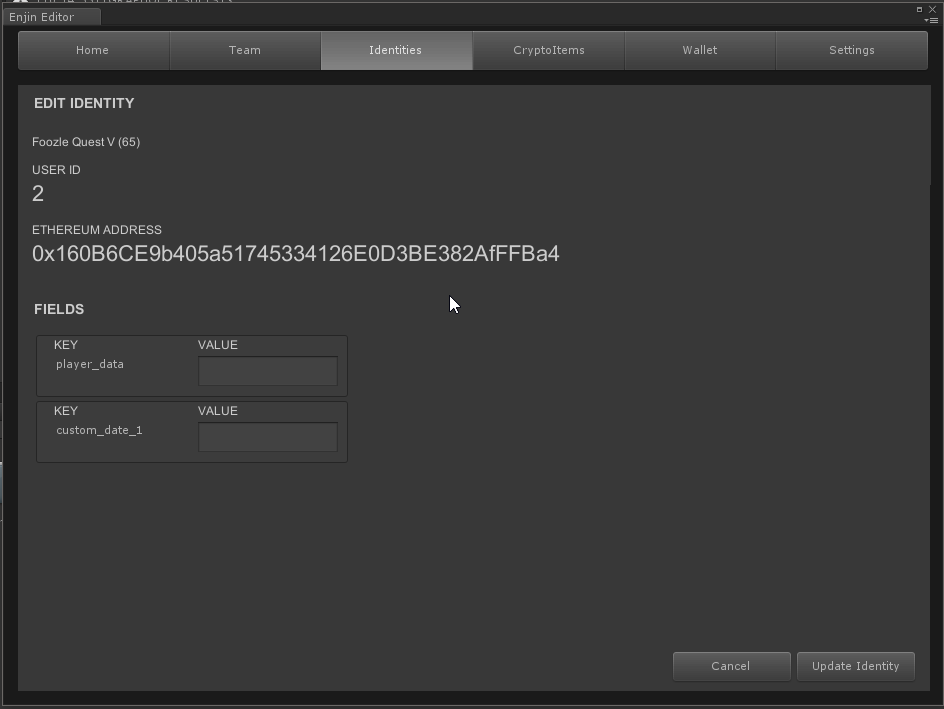 Enjin Editor
Home Team Identities CryptoItems Wallet Settings
EDIT IDENTITY
Foozle Quest V (65)
USER ID
2
ETHEREUM ADDRESS
0x160B6CE9b405a51745334126E0D3BE382AfFFBa4
FIELDS
KEY VALUE
player_data
KEY VALUE
custom_date_1
Cancel Update Identity